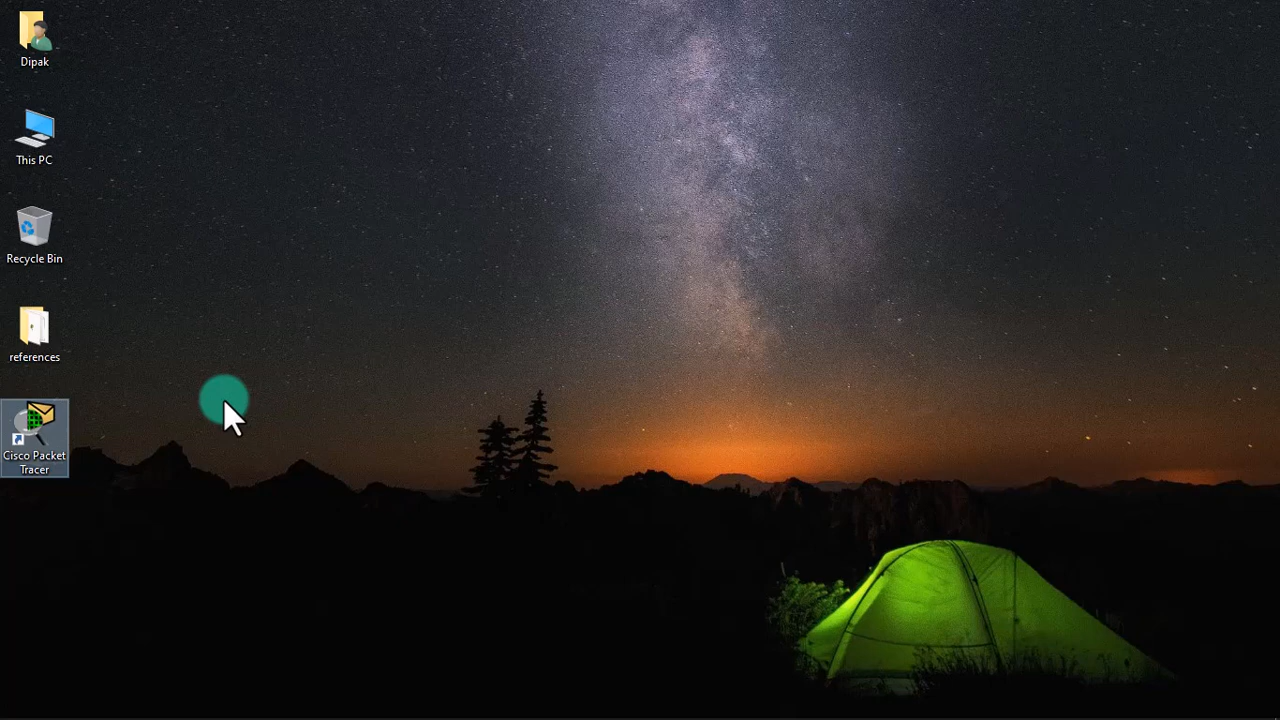 Dipak
This PC
Recycle Bin
references
Cisco Packet
Tracer